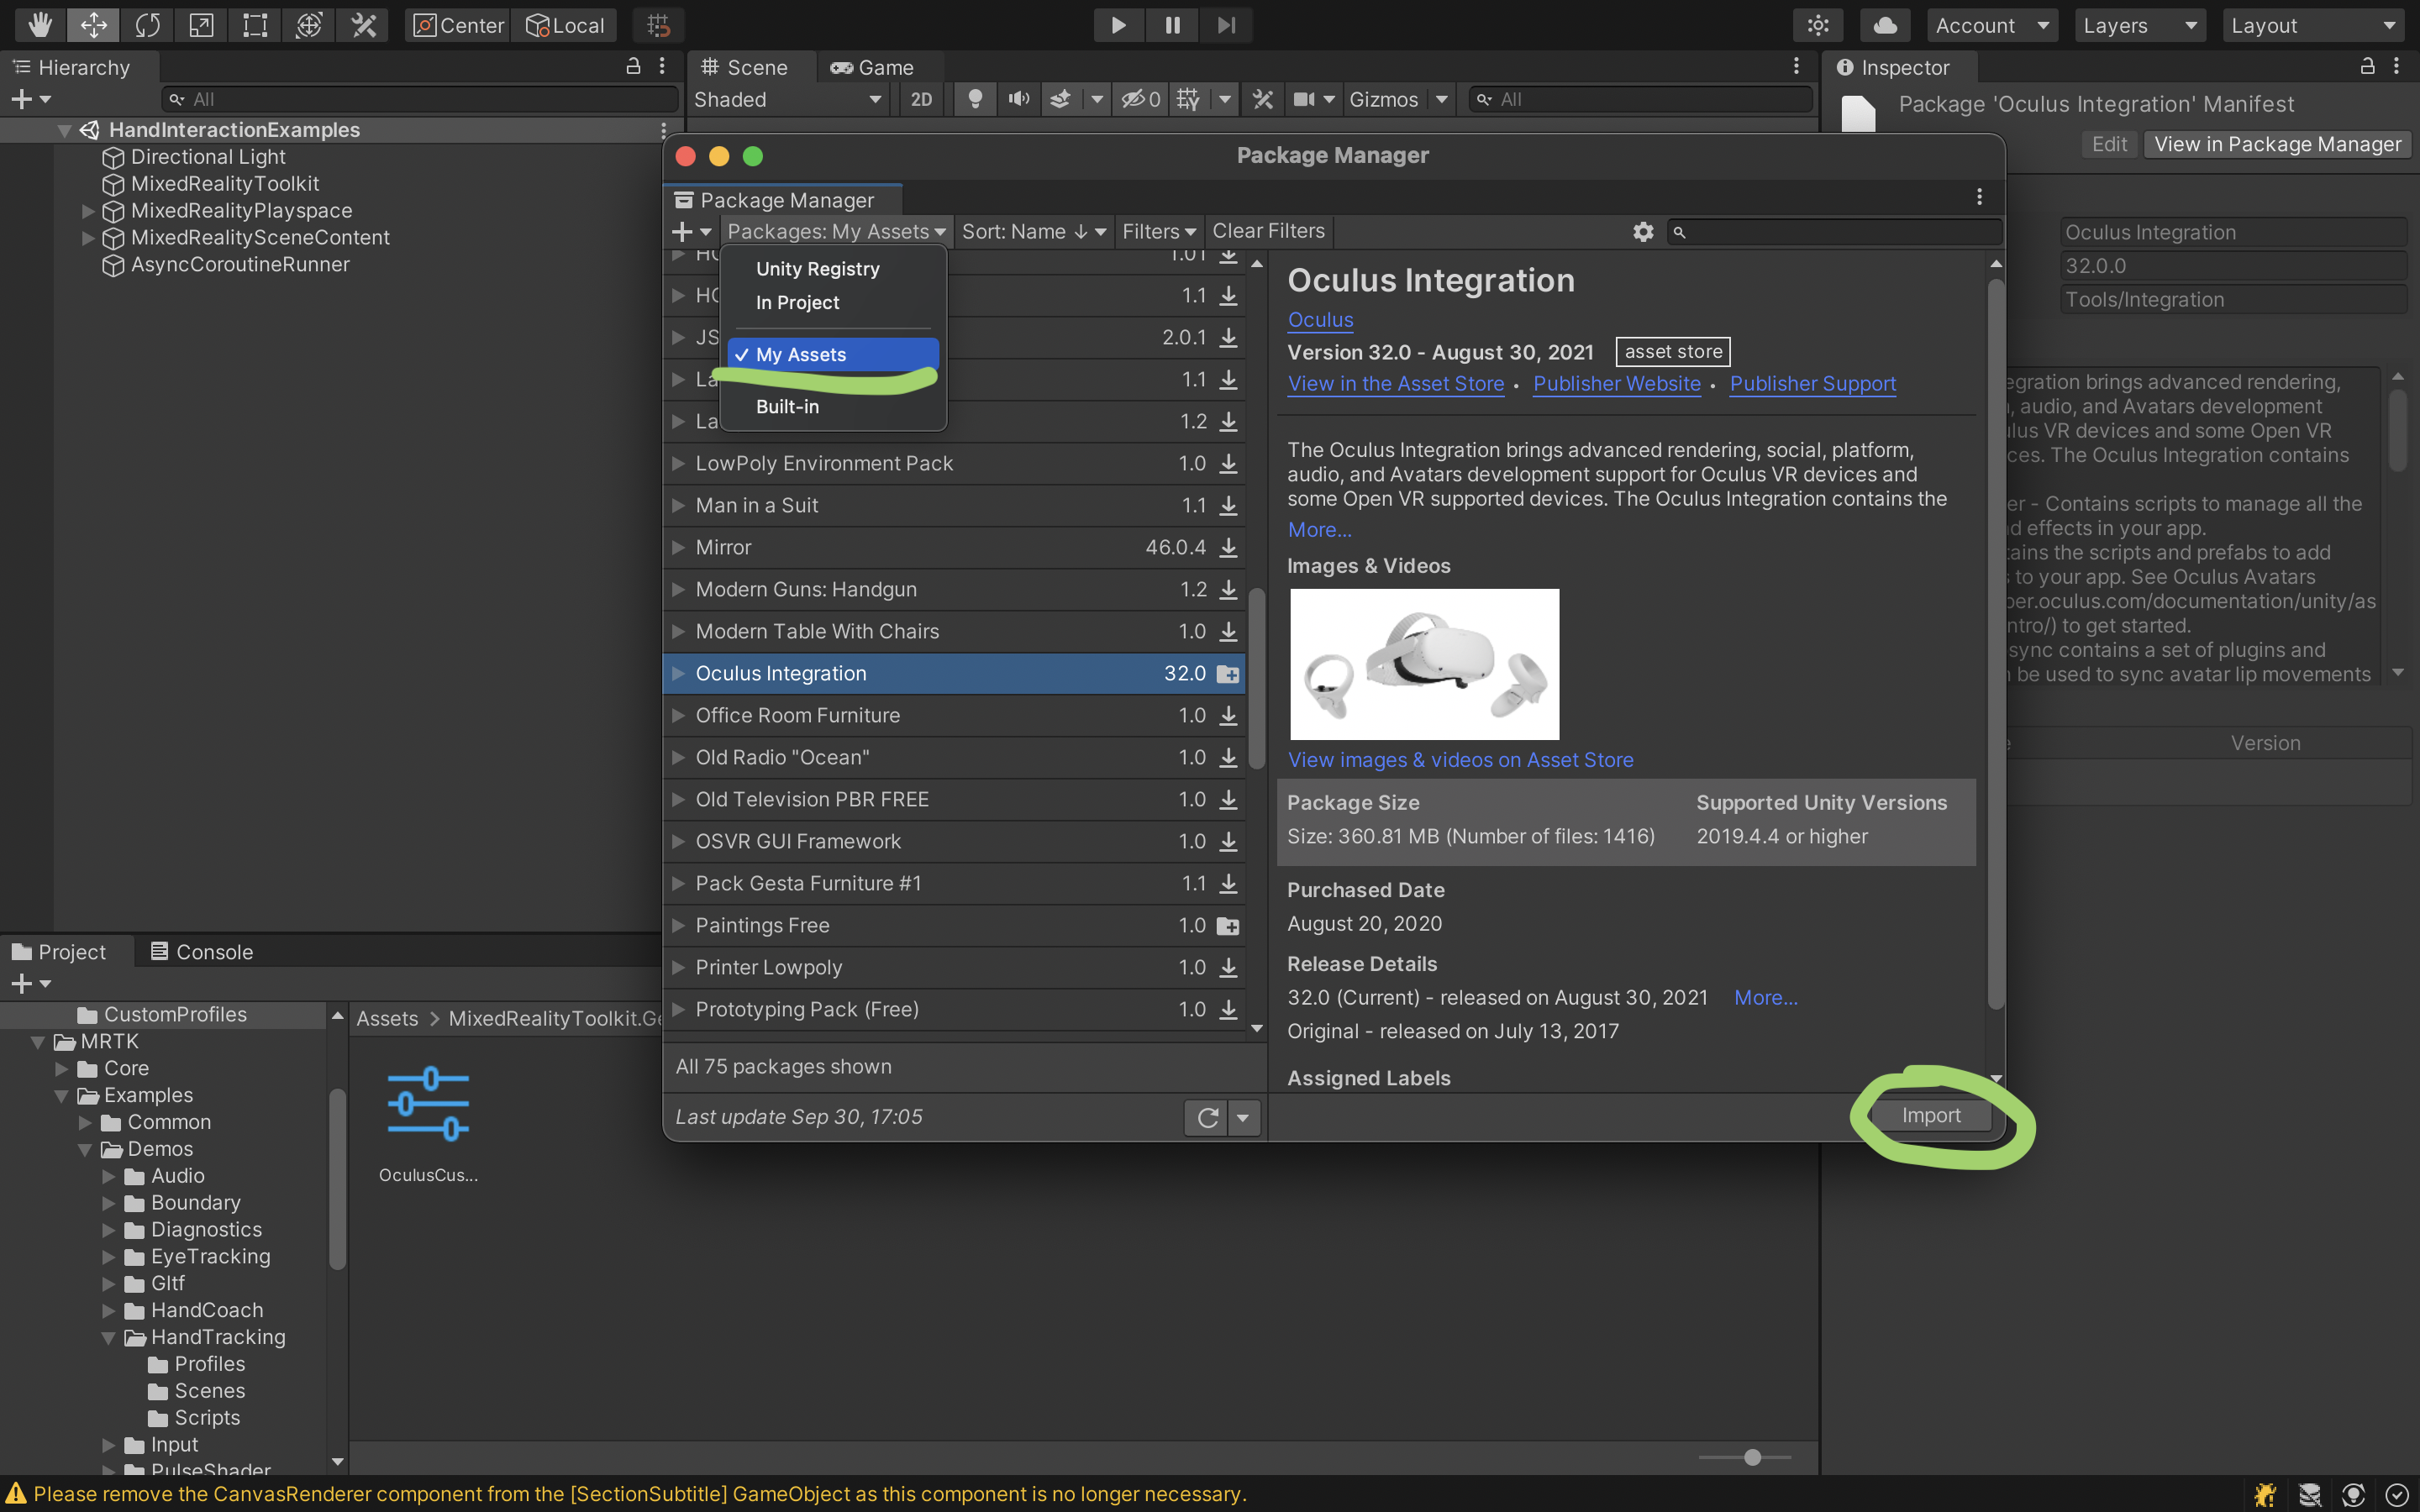 Center
Local
Account
Layers
Layout
Hierarchy
All
HandInteractionExamples
Directional Light
MixedRealityToolkit
MixedRealityPlayspace
MixedRealitySceneContent
AsyncCoroutineRunner
Scene
Game
Shaded
2D
0
Gizmos
All
Inspector
Package 'Oculus Integration' Manifest
Edit
View in Package Manager
Oculus Integration
32.0.0
Tools/Integration
egration brings advanced rendering,
, audio, and Avatars development
ulus VR devices and some Open VR
ces. The Oculus Integration contains
er - Contains scripts to manage all the
d effects in your app.
tains the scripts and prefabs to add
s to your app. See Oculus Avatars
per.oculus.com/documentation/unity/as
ntro/) to get started.
sync contains a set of plugins and
n be used to sync avatar lip movements
Version
Package Manager
Package Manager
Packages: My Assets
Sort: Name ↓
Filters
Clear Filters
Unity Registry
In Project
✓ My Assets
Built-in
HC 1.01
HC 1.1
JS 2.0.1
La 1.1
La 1.2
LowPoly Environment Pack 1.0
Man in a Suit 1.1
Mirror 46.0.4
Modern Guns: Handgun 1.2
Modern Table With Chairs 1.0
Oculus Integration 32.0
Office Room Furniture 1.0
Old Radio "Ocean" 1.0
Old Television PBR FREE 1.0
OSVR GUI Framework 1.0
Pack Gesta Furniture #1 1.1
Paintings Free 1.0
Printer Lowpoly 1.0
Prototyping Pack (Free) 1.0
All 75 packages shown
Last update Sep 30, 17:05
Oculus Integration
Oculus
Version 32.0 - August 30, 2021 asset store
View in the Asset Store • Publisher Website • Publisher Support
The Oculus Integration brings advanced rendering, social, platform,
audio, and Avatars development support for Oculus VR devices and
some Open VR supported devices. The Oculus Integration contains the
More...
Images & Videos
View images & videos on Asset Store
Package Size
Size: 360.81 MB (Number of files: 1416)
Supported Unity Versions
2019.4.4 or higher
Purchased Date
August 20, 2020
Release Details
32.0 (Current) - released on August 30, 2021 More...
Original - released on July 13, 2017
Assigned Labels
Import
Project
Console
CustomProfiles
MRTK
Core
Examples
Common
Demos
Audio
Boundary
Diagnostics
EyeTracking
Gltf
HandCoach
HandTracking
Profiles
Scenes
Scripts
Input
PulseShader
Assets > MixedRealityToolkit.Ge
OculusCus...
Please remove the CanvasRenderer component from the [SectionSubtitle] GameObject as this component is no longer necessary.